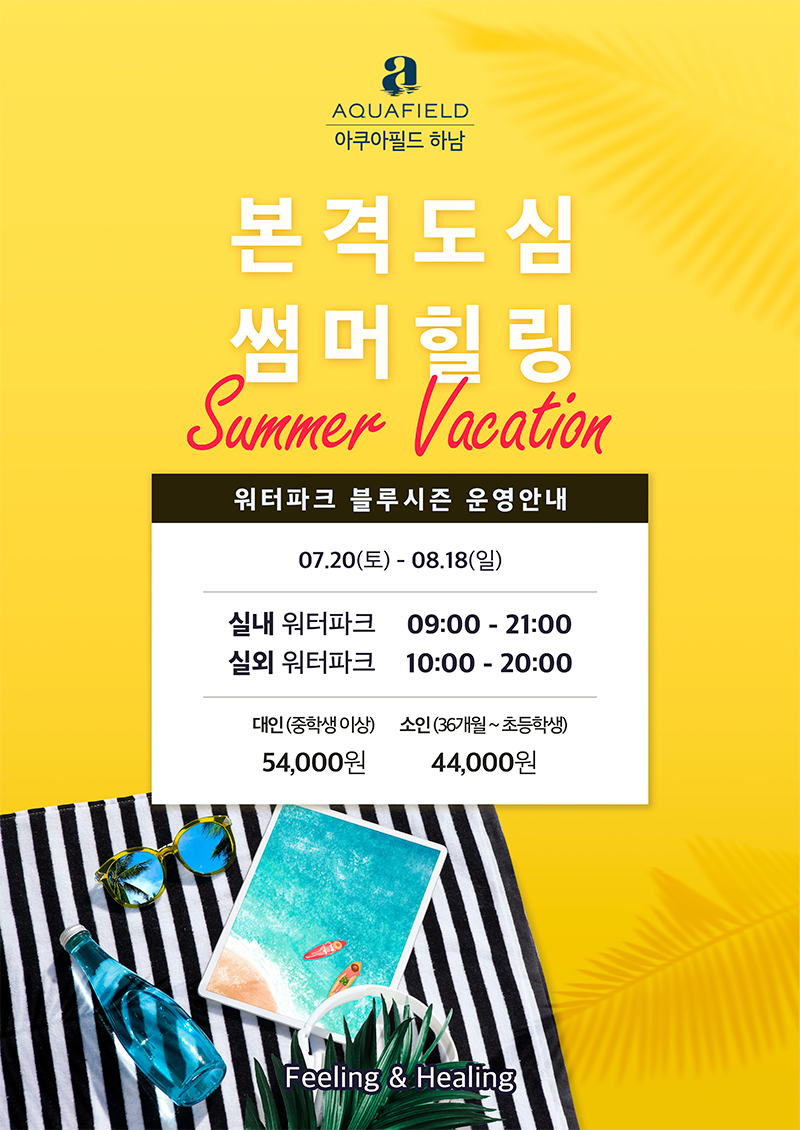 a
AQUAFIELD
아쿠아필드 하남
본격도심
썸머힐링
Summer Vacation
워터파크 블루시즌 운영안내
07.20(토) - 08.18(일)
실내 워터파크 09:00 - 21:00
실외 워터파크 10:00 - 20:00
대인 (중학생 이상) 소인 (36개월 ~ 초등학생)
54,000원 44,000원
Feeling & Healing